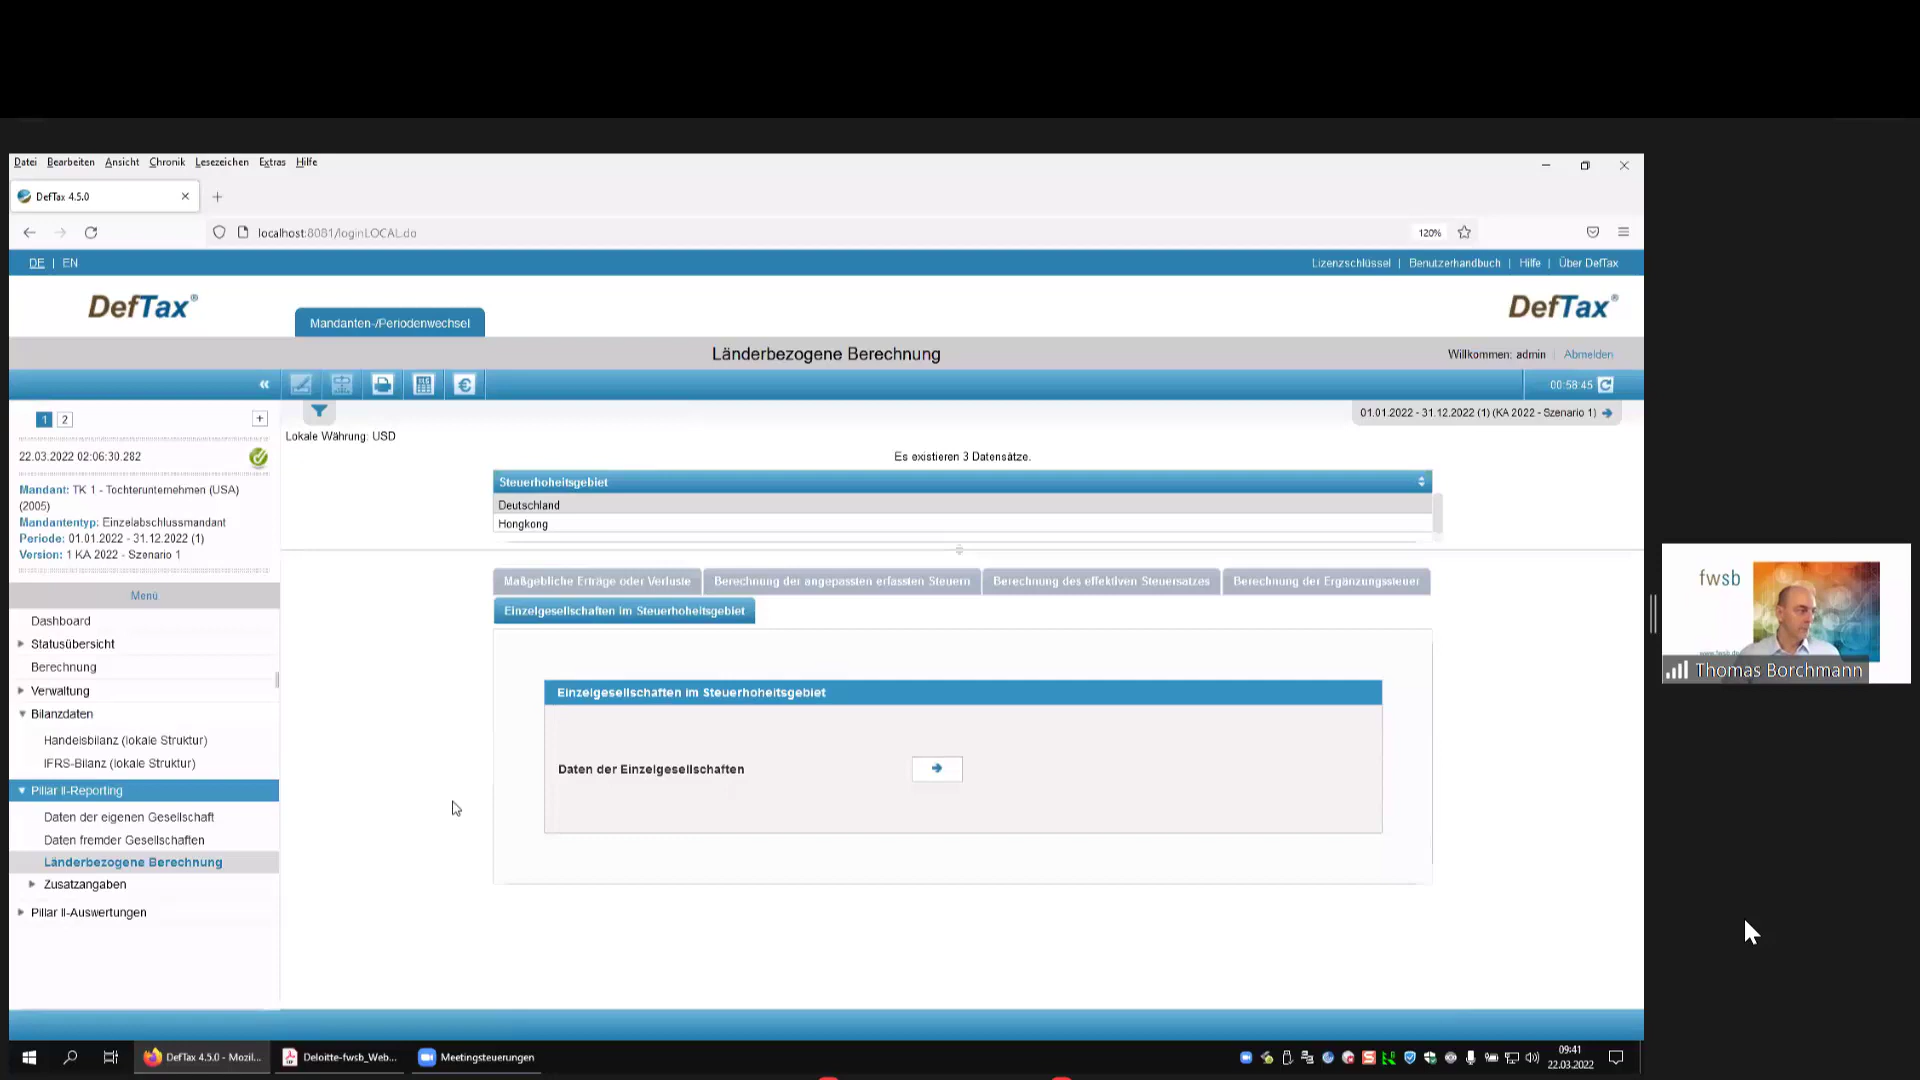 Datei Bearbeiten Ansicht Chronik Lesezeichen Extras Hilfe
DefTax 4.5.0
localhost:8081/loginLOCAL.do
120%
DE | EN
Lizenzschlüssel | Benutzerhandbuch | Hilfe | Über DefTax
DefTax®
Mandanten-/Periodenwechsel
DefTax®
Länderbezogene Berechnung
Willkommen: admin | Abmelden
00:58:45
1 2
01.01.2022 - 31.12.2022 (1) (KA 2022 - Szenario 1)
Lokale Währung: USD
22.03.2022 02:06:30.282
Es existieren 3 Datensätze.
Mandant: TK 1 - Tochterunternehmen (USA)
(2005)
Mandantentyp: Einzelabschlussmandant
Periode: 01.01.2022 - 31.12.2022 (1)
Version: 1 KA 2022 - Szenario 1
Steuerhoheitsgebiet
Deutschland
Hongkong
Menü
Dashboard
Statusübersicht
Berechnung
Verwaltung
Bilanzdaten
Handelsbilanz (lokale Struktur)
IFRS-Bilanz (lokale Struktur)
Pillar II-Reporting
Daten der eigenen Gesellschaft
Daten fremder Gesellschaften
Länderbezogene Berechnung
Zusatzangaben
Pillar II-Auswertungen
Maßgebliche Erträge oder Verluste
Berechnung der angepassten erfassten Steuern
Berechnung des effektiven Steuersatzes
Berechnung der Ergänzungssteuer
Einzelgesellschaften im Steuerhoheitsgebiet
Einzelgesellschaften im Steuerhoheitsgebiet
Daten der Einzelgesellschaften
fwsb
Thomas Borchmann
DefTax 4.5.0 - Mozil...
Deloitte-fwsb_Web...
Meetingsteuerungen
09:41
22.03.2022